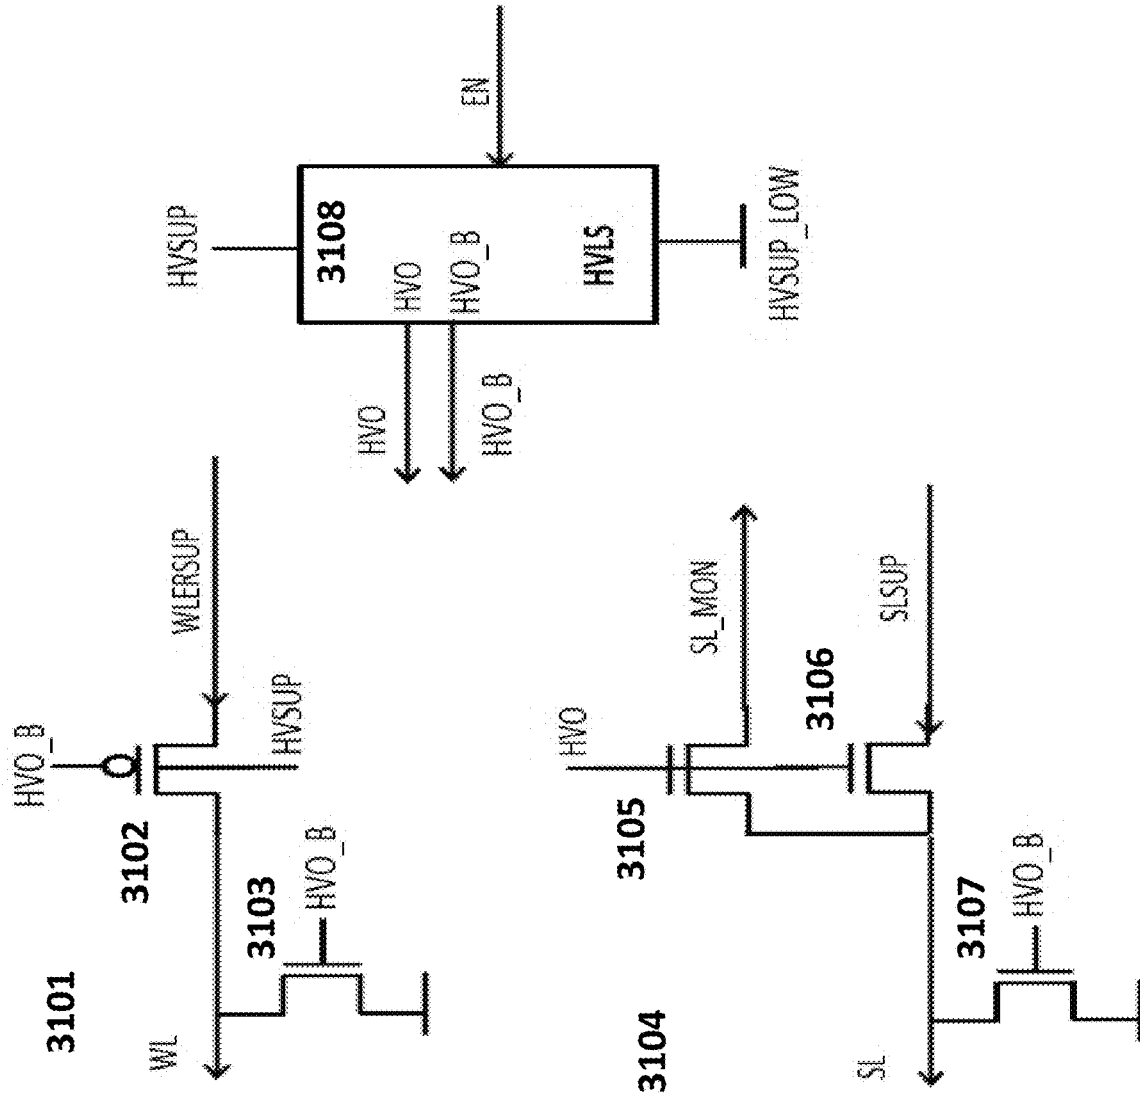 3101
WL
3102
HVO_B
WLERSUP
HVSUP
3103
HVO_B
3104
SL
3105
HVO
SL_MON
3106
SLSUP
3107
HVO_B
HVSUP
3108
HVO
HVO
HVO_B
HVO_B
HVLS
EN
HVSUP_LOW